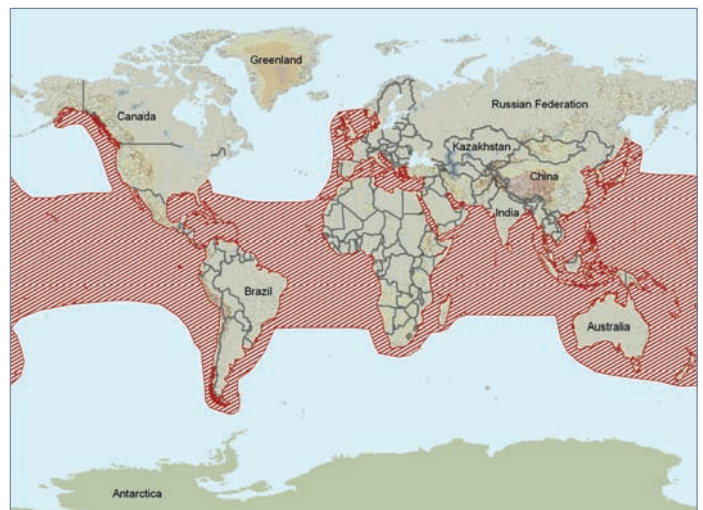 Greenland
Canada
Russian Federation
Kazakhstan
China
India
Brazil
Australia
Antarctica